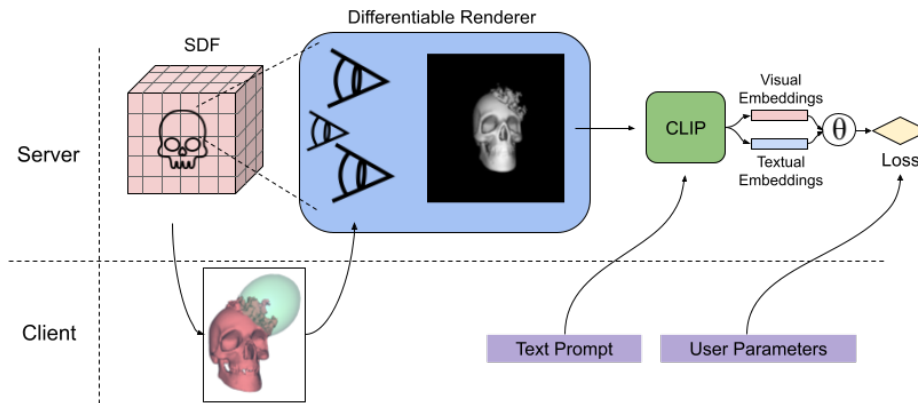 Differentiable Renderer
SDF
Server
CLIP
Visual
Embeddings
θ
Textual
Embeddings
Loss
Client
Text Prompt
User Parameters